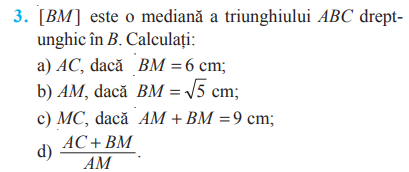 3. [BM] este o mediană a triunghiului ABC drept-
unghic în B. Calculați:
a) AC, dacă BM = 6 cm;
b) AM, dacă BM = √5 cm;
c) MC, dacă AM + BM = 9 cm;
d) (AC + BM)/AM.